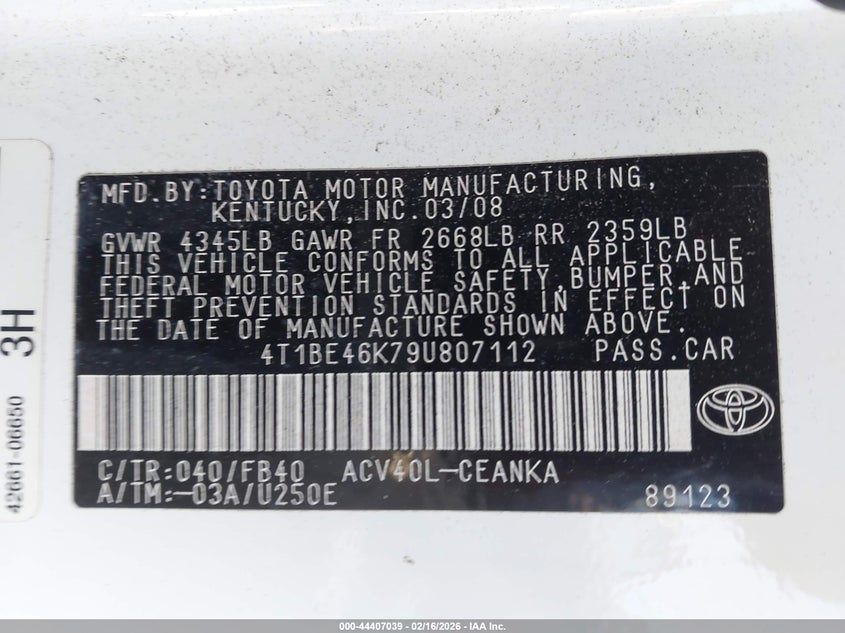 MFD.BY:TOYOTA MOTOR MANUFACTURING,
KENTUCKY,INC.03/08
GVWR 4345LB GAWR FR 2668LB RR 2359LB
THIS VEHICLE CONFORMS TO ALL APPLICABLE
FEDERAL MOTOR VEHICLE SAFETY,BUMPER,AND
THEFT PREVENTION STANDARDS IN EFFECT ON
THE DATE OF MANUFACTURE SHOWN ABOVE.
4T1BE46K79U807112 PASS.CAR
C/TR:040/FB40 ACV40L-CEANKA
A/TM:-03A/U250E 89123
3H
42661-06650
000-44407039 | 02/16/2026 - IAA Inc.